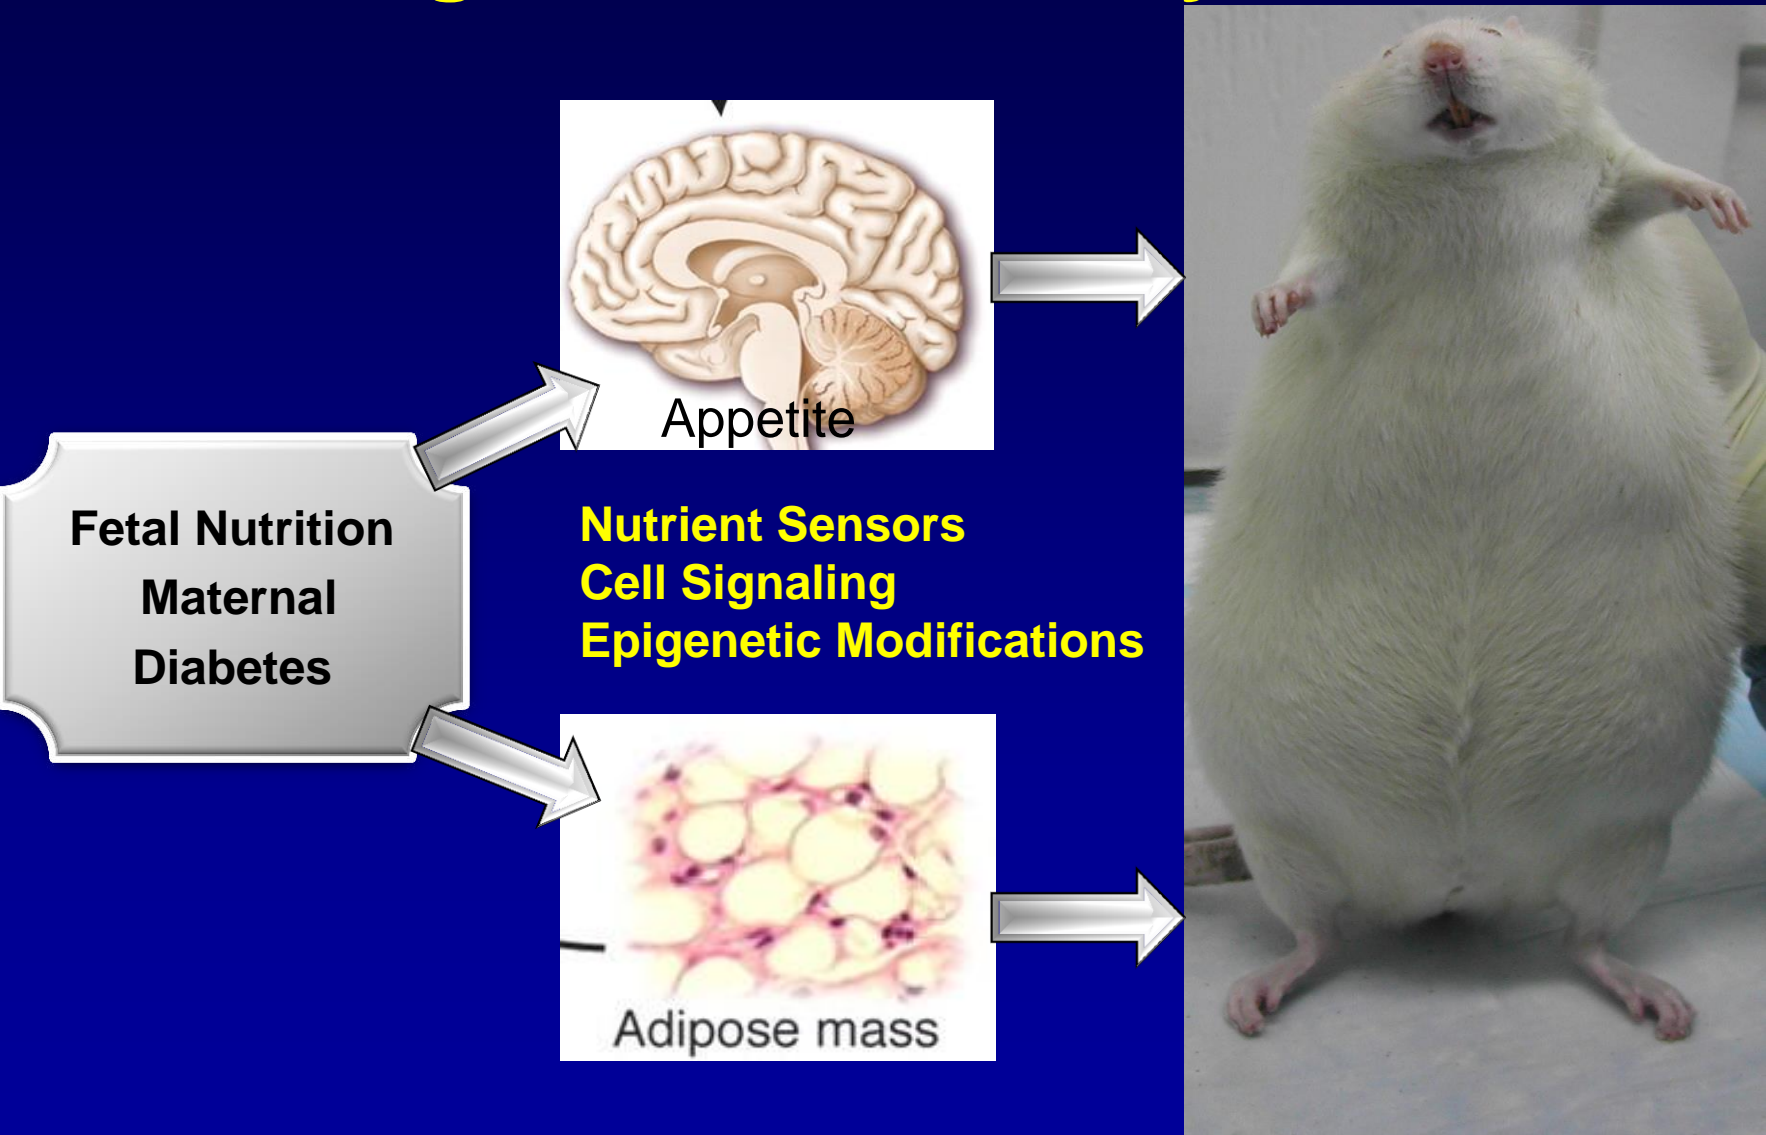 Fetal Nutrition
Maternal
Diabetes
Appetite
Nutrient Sensors
Cell Signaling
Epigenetic Modifications
Adipose mass